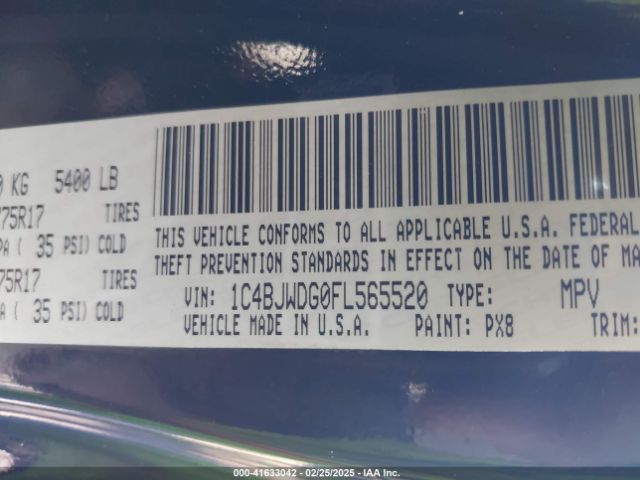 KG 5400 LB
75R17 TIRES
PA ( 35 PSI) COLD
75R17 TIRES
A ( 35 PSI) COLD
THIS VEHICLE CONFORMS TO ALL APPLICABLE U.S.A. FEDERAL
THEFT PREVENTION STANDARDS IN EFFECT ON THE DATE OF MA
VIN: 1C4BJWDG0FL565520 TYPE: MPV
VEHICLE MADE IN U.S.A. PAINT: PX8 TRIM:
000-41633042 / 02/25/2025 - IAA Inc.